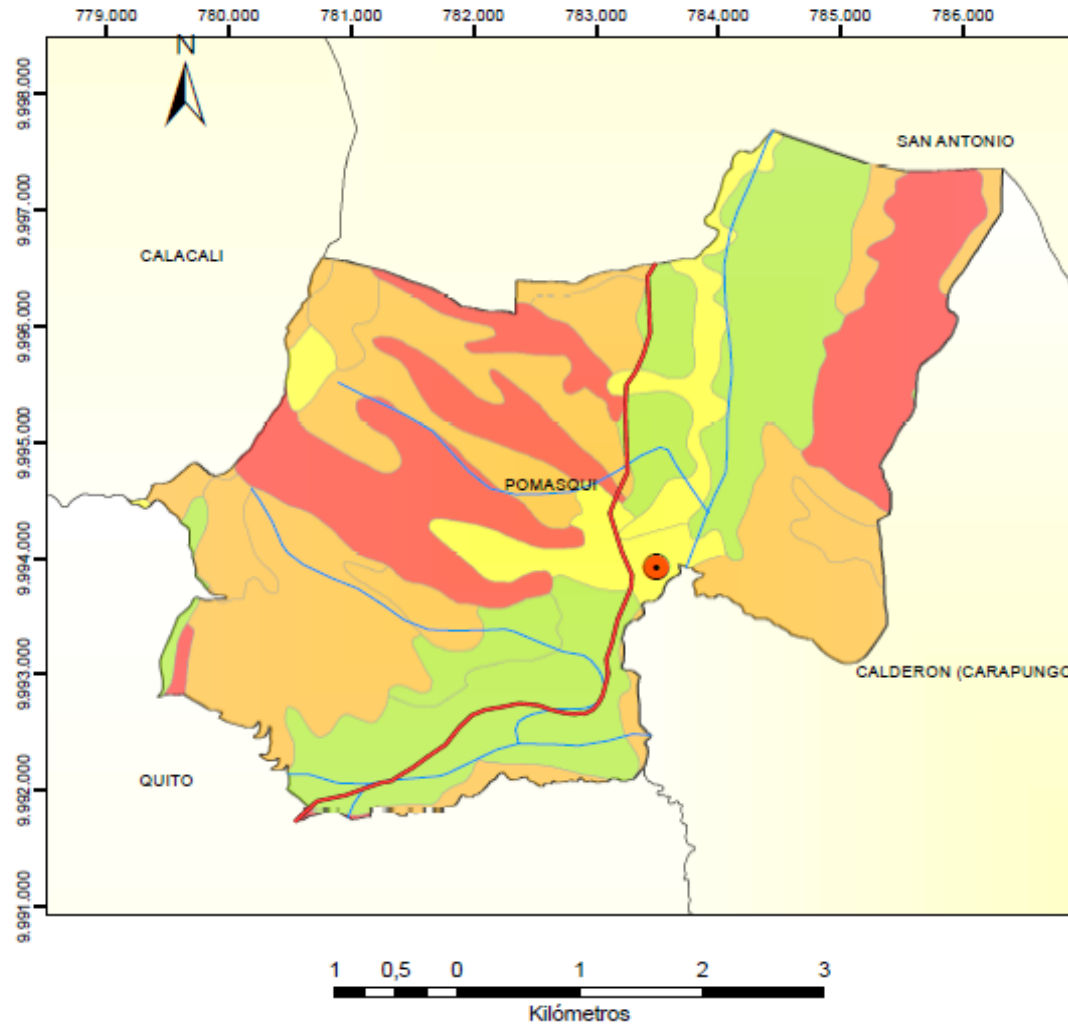 779.000 780.000 781.000 782.000 783.000 784.000 785.000 786.000
N
9.998.000
SAN ANTONIO
9.997.000
CALACALI
9.996.000
9.995.000
POMASQUI
9.994.000
9.993.000
CALDERON (CARAPUNGO
QUITO
9.992.000
9.991.000
1 0,5 0 1 2 3
Kilómetros